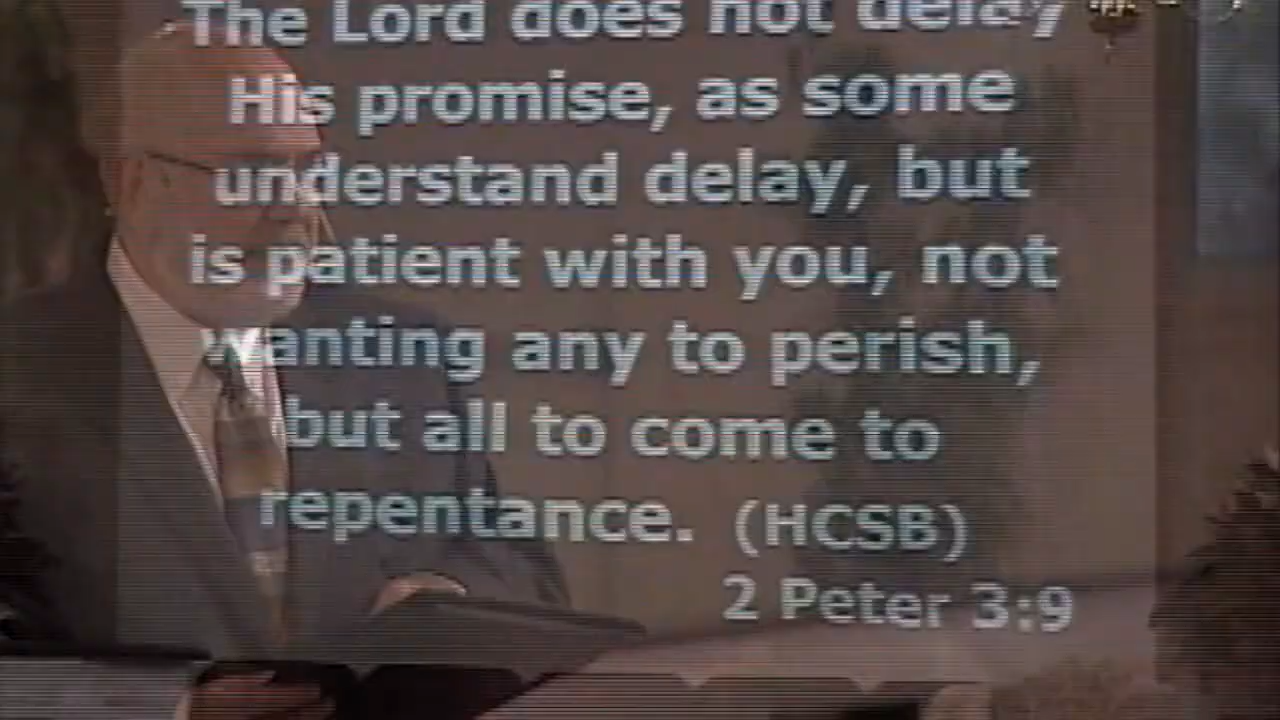 The Lord does not delay
His promise, as some
understand delay, but
is patient with you, not
wanting any to perish,
but all to come to
repentance. (HCSB)
2 Peter 3:9